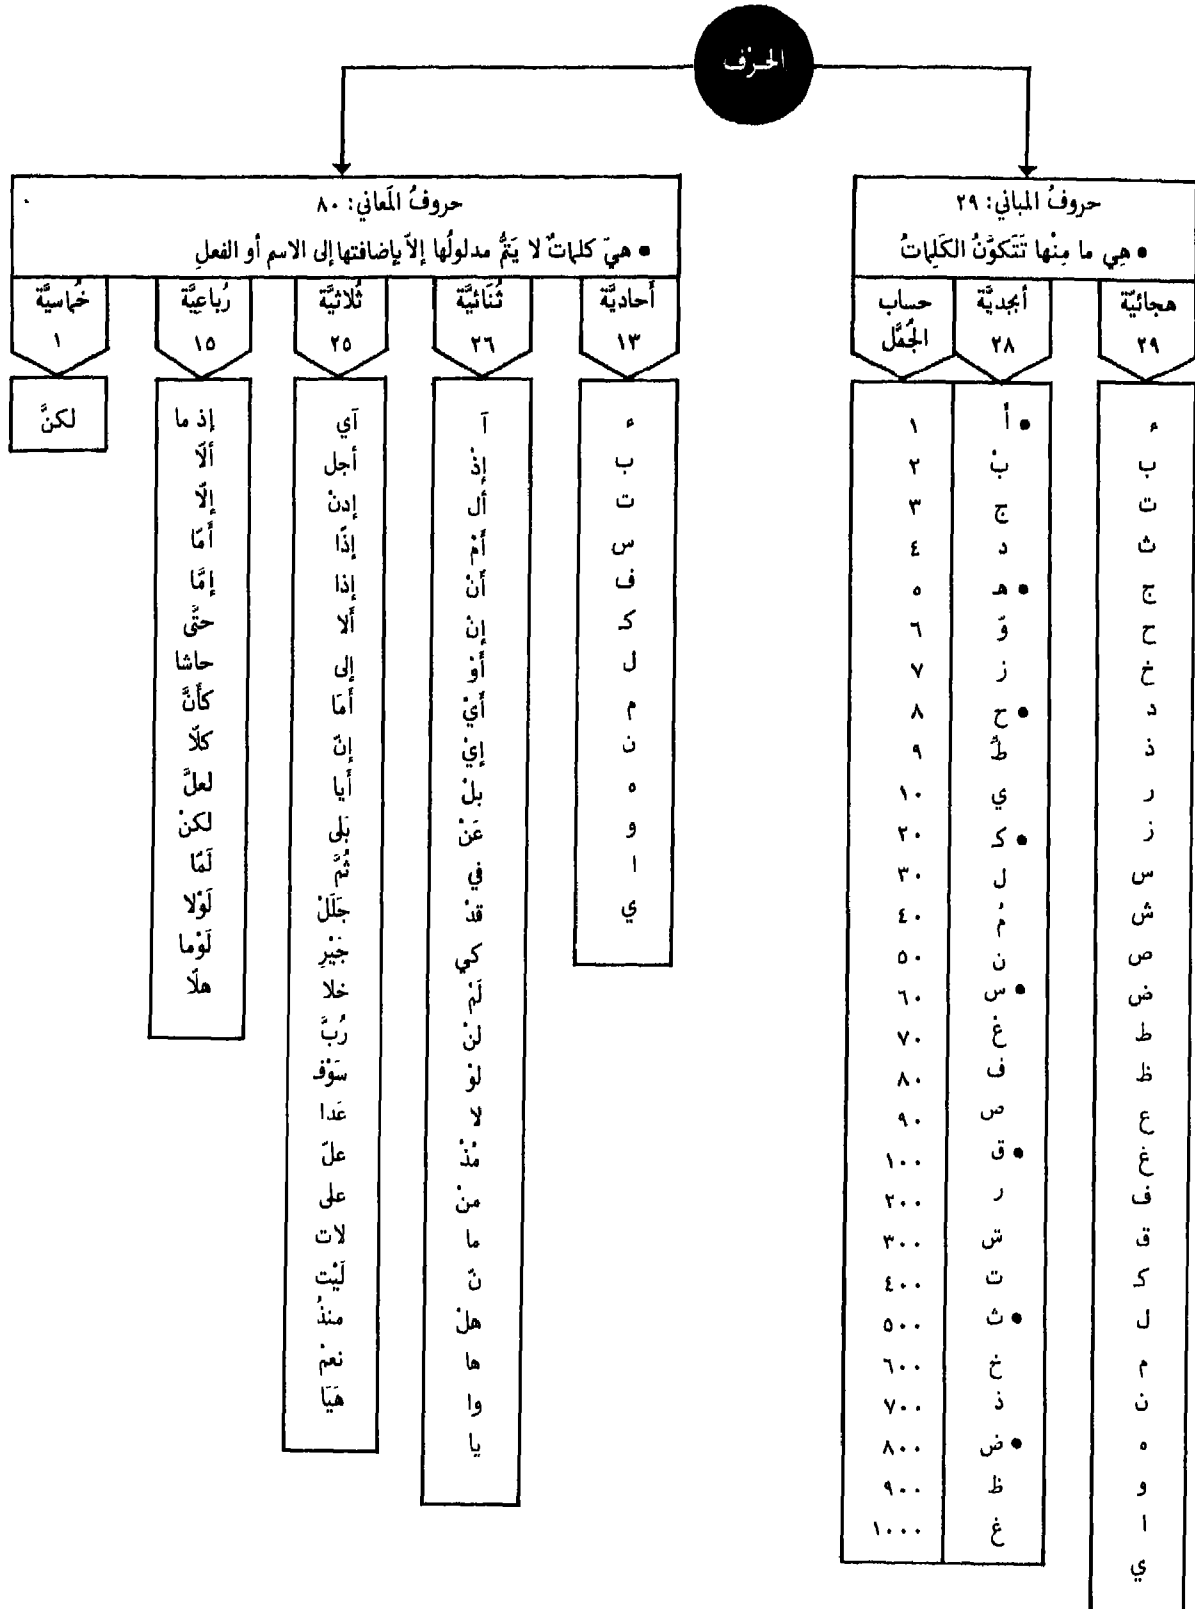 الحرْف
حروفُ المباني: ٢٩
• هِي ما مِنْها تَتَكوَّنُ الكَلِماتُ
هجائيّة
٢٩
ء
ب
ت
ث
ج
ح
خ
د
ذ
ر
ز
س
ش
ص
ض
ط
ظ
ع
غ
ف
ق
ك
ل
م
ن
ه
و
ا
ي
أبجديَّة
٢٨
حساب
الجُمَّل
• أ ١
بْ ٢
ج ٣
د ٤
• هـ ٥
وّ ٦
ز ٧
• ح ٨
طّ ٩
ي ١٠
• ك ٢٠
ل ٣٠
مْ ٤٠
ن ٥٠
• س ٦٠
غ ٧٠
ف ٨٠
ص ٩٠
• ق ١٠٠
ر ٢٠٠
ش ٣٠٠
ت ٤٠٠
• ث ٥٠٠
خ ٦٠٠
ذ ٧٠٠
• ض ٨٠٠
ظ ٩٠٠
غ ١٠٠٠
حروفُ المَعاني: ٨٠
• هيَ كلماتٌ لا يَتمُّ مدلولُها إلاّ بإضافتها إلى الاسم أو الفعلِ
أُحاديَّة
١٣
ء
ب
ت
س
ف
ك
ل
م
ن
ه
و
ا
ي
ثُنَائيَّة
٢٦
آ
إذْ
أل
أمْ
أنْ
إنْ
أوْ
أيْ
إيْ
بلْ
عَنْ
في
قدْ
كي
لَمْ
لنْ
لوْ
لا
مُذْ
مِنْ
ما
نّ
هلْ
ها
وا
يا
ثُلاثيَّة
٢٥
آي
أجل
إذنْ
إذًا
إذا
ألا
إلى
أمَا
إنّ
أيا
بَلى
ثُمَّ
جَلَلْ
جَيْرِ
خلا
رُبَّ
سَوْفَ
عَدا
علّ
على
لات
لَيْت
منذُ
نعمْ
هَيَا
رُباعيَّة
١٥
إذ ما
ألّا
إلّا
أَمَّا
إمَّا
حتَّى
حاشا
كأنَّ
كلّا
لعلَّ
لكنْ
لَمَّا
لَوْلا
لَوْما
هلّا
خُماسيَّة
١
لكنَّ